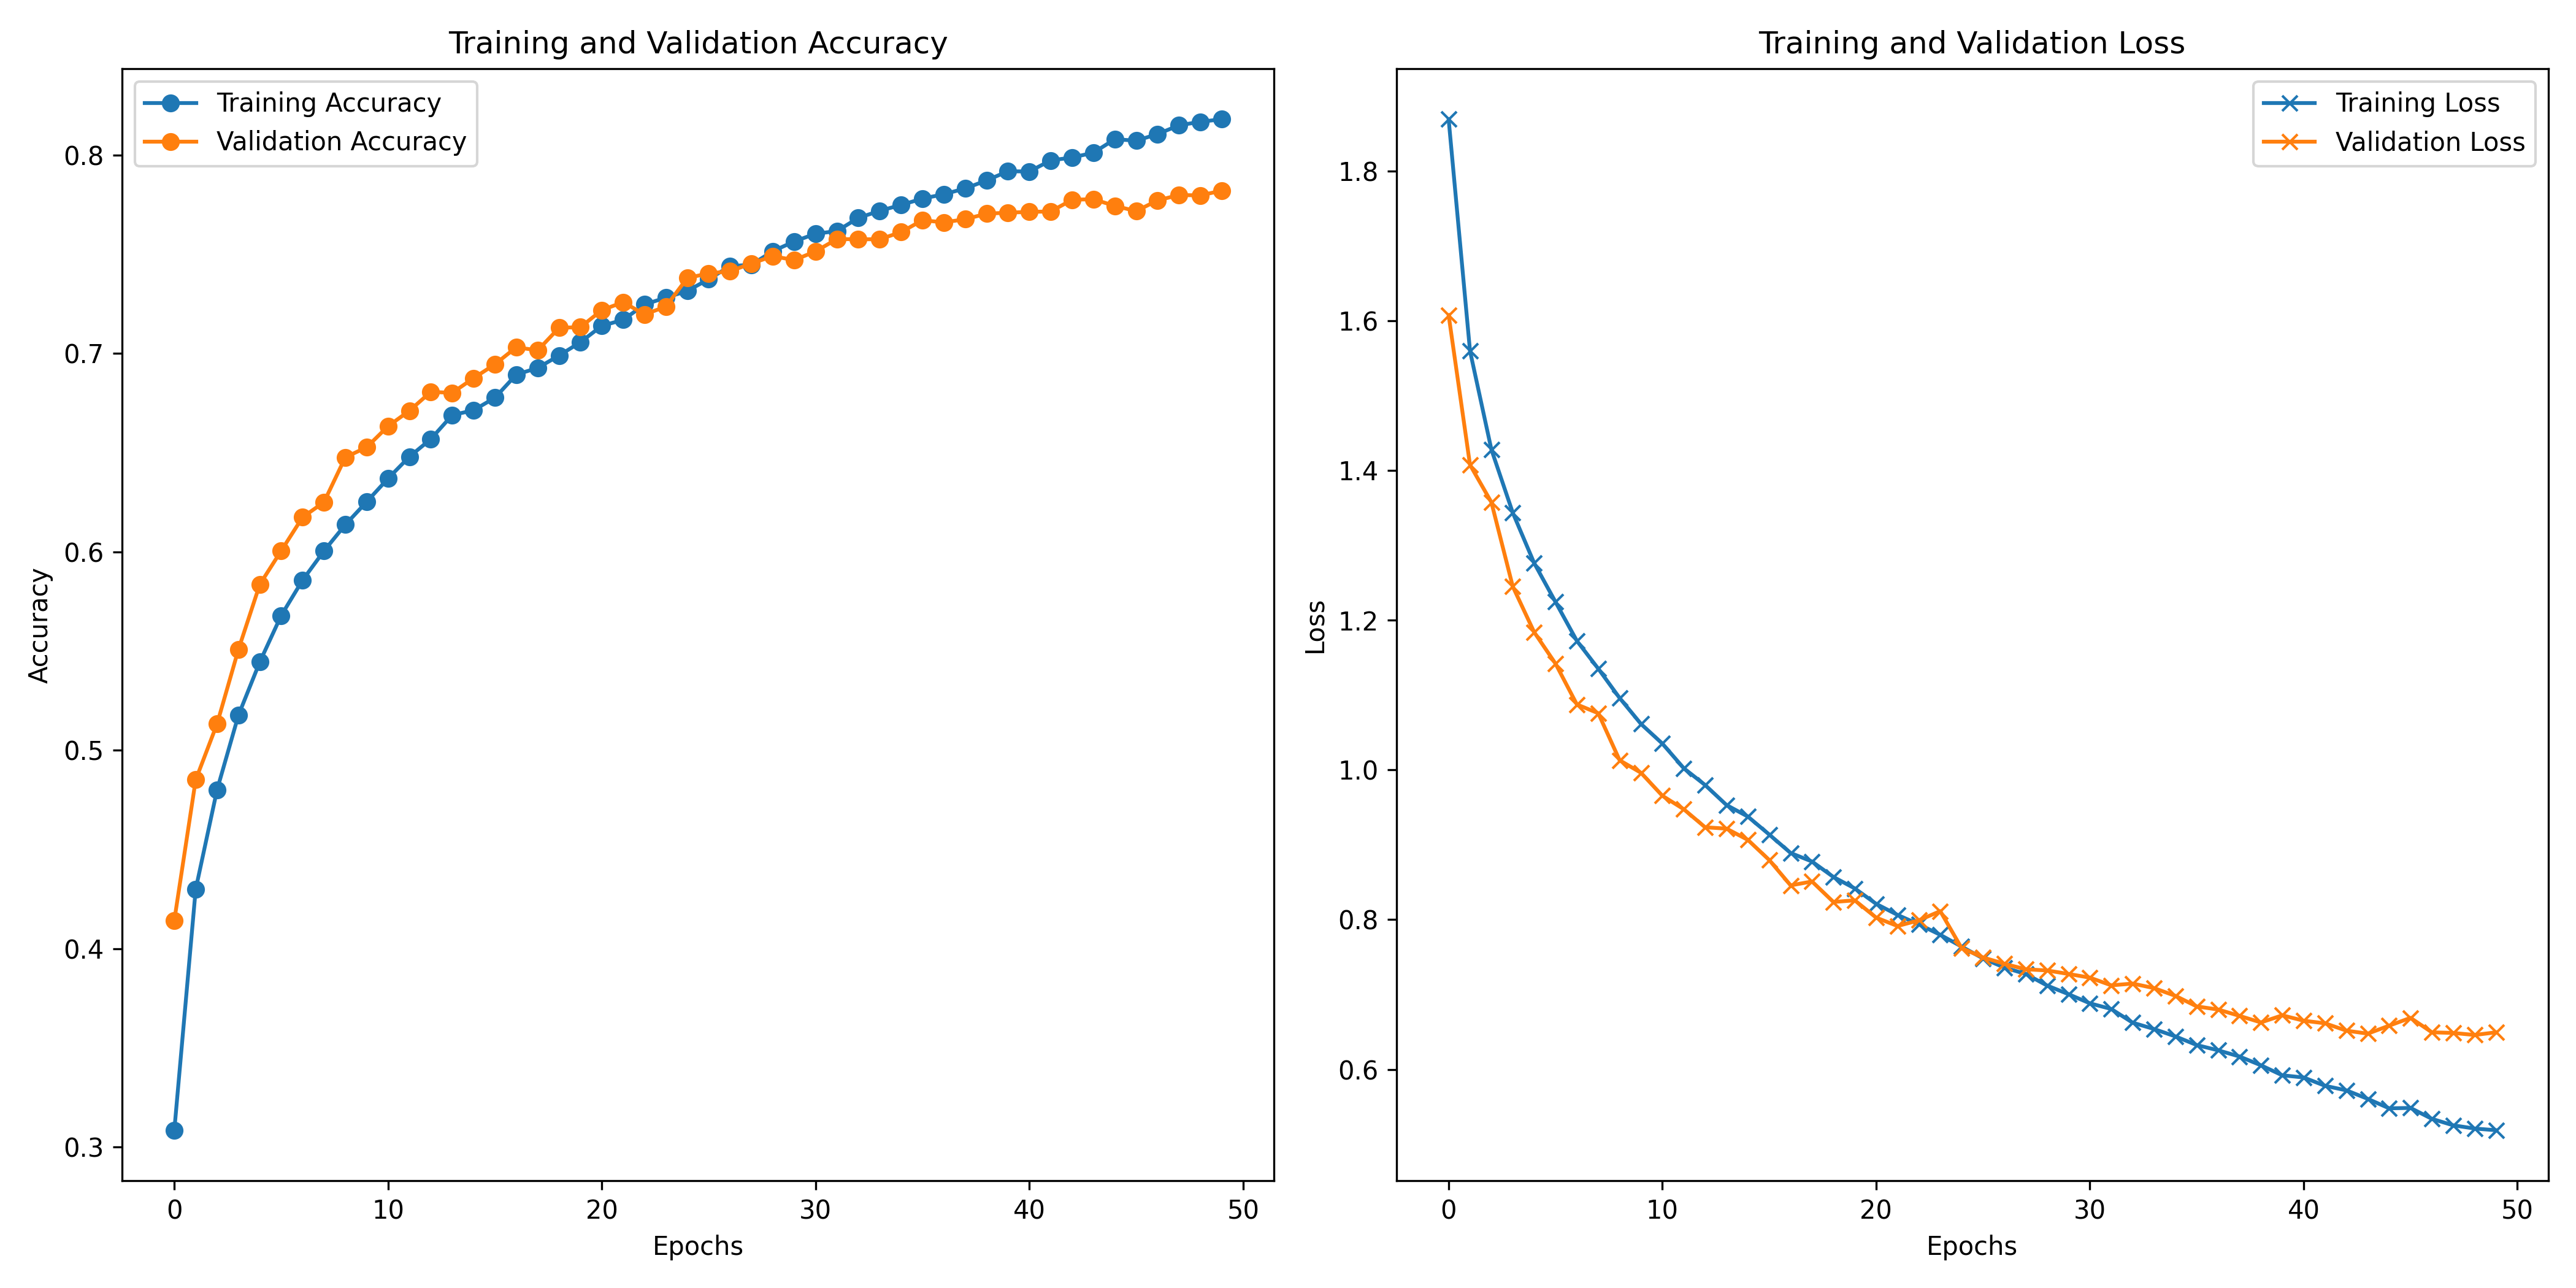 Training and Validation Accuracy
Training Accuracy
Validation Accuracy
Accuracy
0.8
0.7
0.6
0.5
0.4
0.3
0 10 20 30 40 50
Epochs
Training and Validation Loss
Training Loss
Validation Loss
Loss
1.8
1.6
1.4
1.2
1.0
0.8
0.6
0 10 20 30 40 50
Epochs